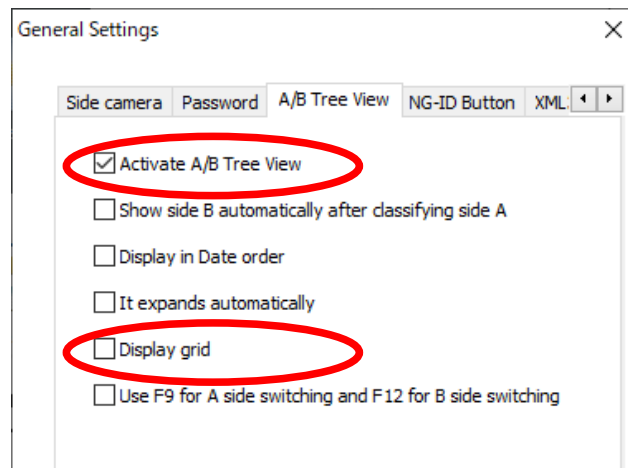 General Settings
Side camera Password A/B Tree View NG-ID Button XML
Activate A/B Tree View
Show side B automatically after classifying side A
Display in Date order
It expands automatically
Display grid
Use F9 for A side switching and F12 for B side switching